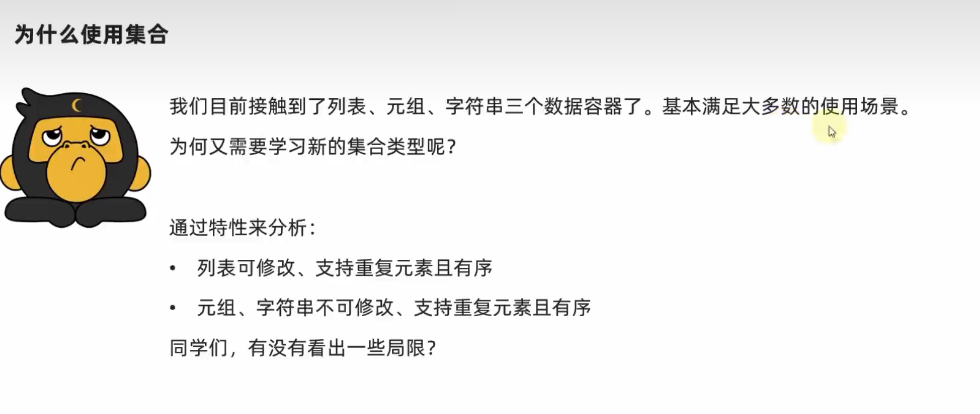 为什么使用集合
我们目前接触到了列表、元组、字符串三个数据容器了。基本满足大多数的使用场景。
为何又需要学习新的集合类型呢？
通过特性来分析：
• 列表可修改、支持重复元素且有序
• 元组、字符串不可修改、支持重复元素且有序
同学们，有没有看出一些局限？